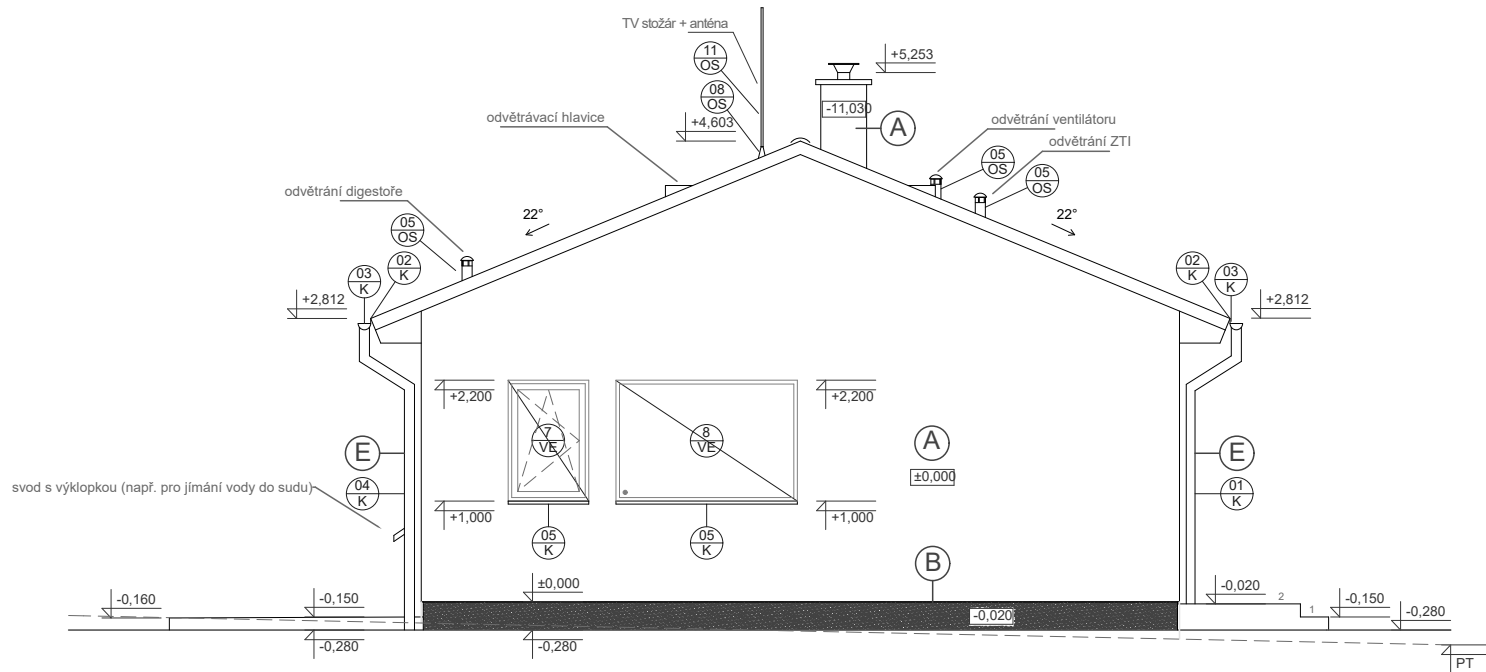 TV stožár + anténa
11
OS
+5,253
08
OS
-11,030
odvětrávací hlavice
+4,603
A
odvětrání ventilátoru
odvětrání ZTI
05
OS
05
OS
odvětrání digestoře
22°
22°
05
OS
02
K
03
K
02
K
03
K
+2,812
+2,812
+2,200
+2,200
7
VE
8
VE
A
E
E
±0,000
svod s výklopkou (např. pro jímání vody do sudu)
04
K
01
K
+1,000
+1,000
05
K
05
K
B
±0,000
-0,160
-0,150
-0,020
2
-0,020
1
-0,150
-0,280
-0,280
-0,280
PT